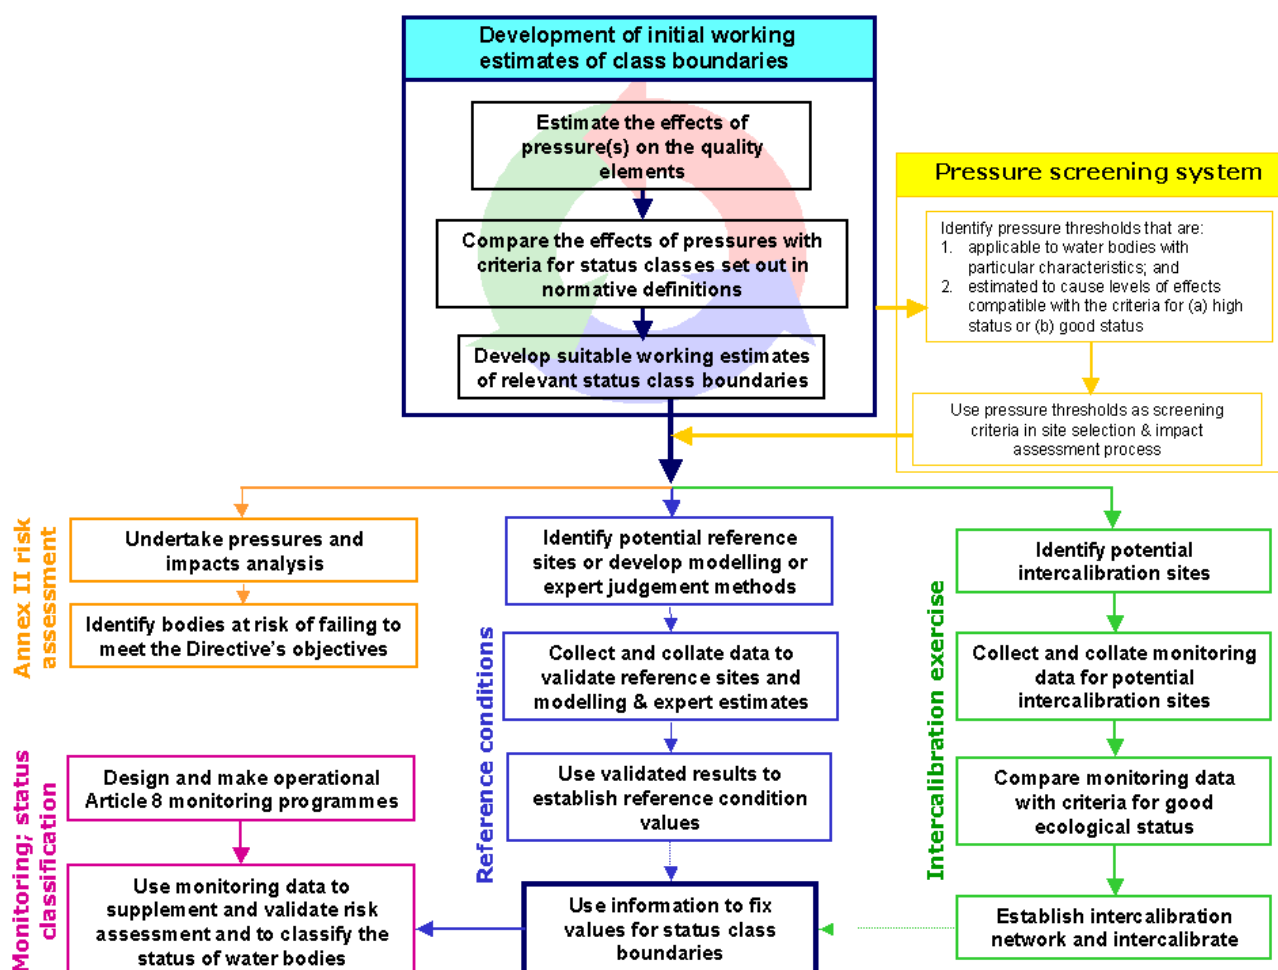 Development of initial working
estimates of class boundaries
Estimate the effects of
pressure(s) on the quality
elements
Compare the effects of pressures with
criteria for status classes set out in
normative definitions
Develop suitable working estimates
of relevant status class boundaries
Pressure screening system
Identify pressure thresholds that are:
1. applicable to water bodies with
particular characteristics; and
2. estimated to cause levels of effects
compatible with the criteria for (a) high
status or (b) good status
Use pressure thresholds as screening
criteria in site selection & impact
assessment process
Annex II risk
assessment
Undertake pressures and
impacts analysis
Identify bodies at risk of failing to
meet the Directive's objectives
Monitoring; status
classification
Design and make operational
Article 8 monitoring programmes
Use monitoring data to
supplement and validate risk
assessment and to classify the
status of water bodies
Reference conditions
Identify potential reference
sites or develop modelling or
expert judgement methods
Collect and collate data to
validate reference sites and
modelling & expert estimates
Use validated results to
establish reference condition
values
Use information to fix
values for status class
boundaries
Intercalibration exercise
Identify potential
intercalibration sites
Collect and collate monitoring
data for potential
intercalibration sites
Compare monitoring data
with criteria for good
ecological status
Establish intercalibration
network and intercalibrate